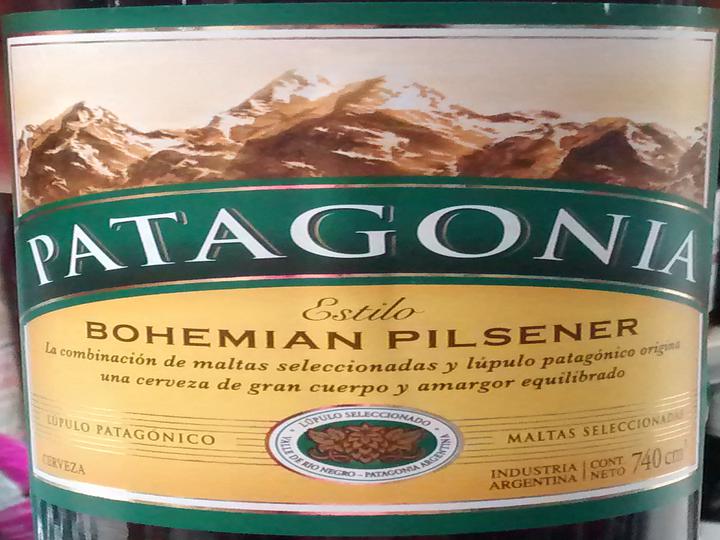 PATAGONIA
Estilo
BOHEMIAN PILSENER
La combinación de maltas seleccionadas y lúpulo patagónico origina
una cerveza de gran cuerpo y amargor equilibrado
LÚPULO PATAGÓNICO
LÚPULO SELECCIONADO
VALLE DE RIO NEGRO - PATAGONIA ARGENTINA
MALTAS SELECCIONADAS
CERVEZA
INDUSTRIA ARGENTINA
CONT. NETO 740 cm³